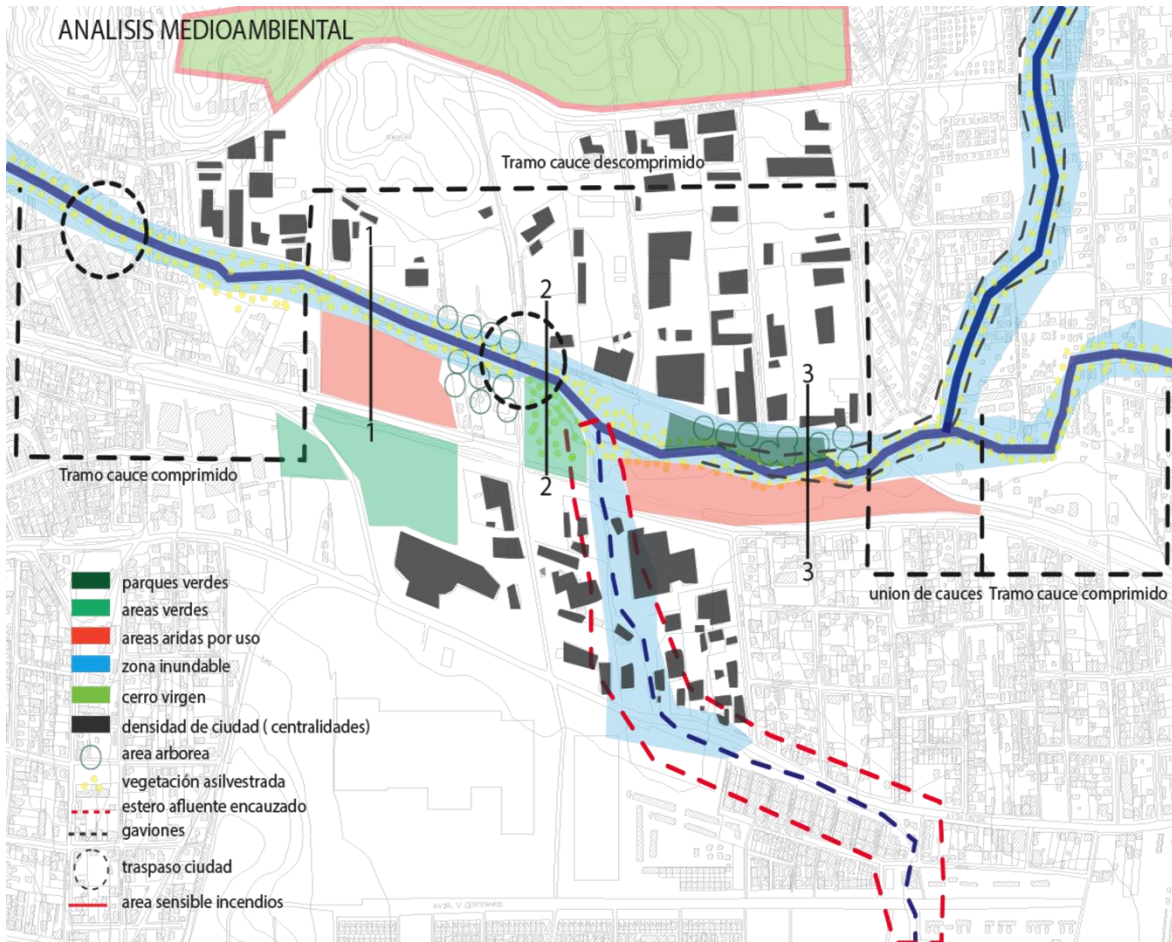 ANALISIS MEDIOAMBIENTAL
Tramo cauce descomprimido
1
2
3
1
Tramo cauce comprimido
2
3
union de cauces
Tramo cauce comprimido
parques verdes
areas verdes
areas aridas por uso
zona inundable
cerro virgen
densidad de ciudad ( centralidades)
area arborea
vegetación asilvestrada
estero afluente encauzado
gaviones
traspaso ciudad
area sensible incendios